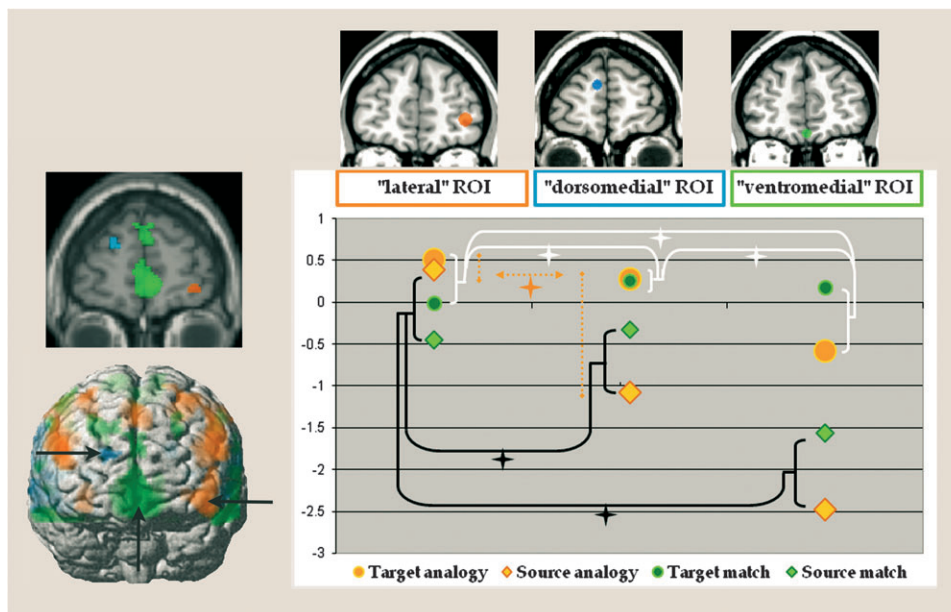 "lateral" ROI
"dorsomedial" ROI
"ventromedial" ROI
1
0.5
0
-0.5
-1
-1.5
-2
-2.5
-3
Target analogy
Source analogy
Target match
Source match